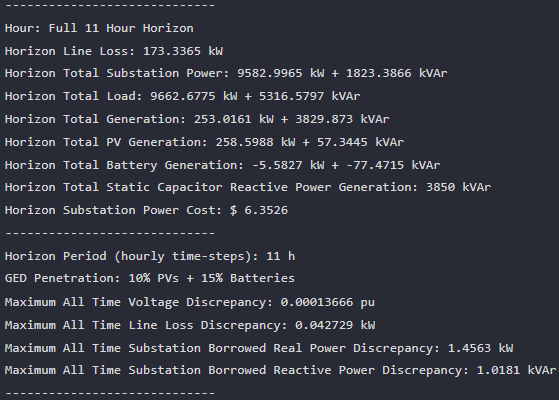 ------------------------------
Hour: Full 11 Hour Horizon
Horizon Line Loss: 173.3365 kW
Horizon Total Substation Power: 9582.9965 kW + 1823.3866 kVAr
Horizon Total Load: 9662.6775 kW + 5316.5797 kVAr
Horizon Total Generation: 253.0161 kW + 3829.873 kVAr
Horizon Total PV Generation: 258.5988 kW + 57.3445 kVAr
Horizon Total Battery Generation: -5.5827 kW + -77.4715 kVAr
Horizon Total Static Capacitor Reactive Power Generation: 3850 kVAr
Horizon Substation Power Cost: $ 6.3526
------------------------------
Horizon Period (hourly time-steps): 11 h
GED Penetration: 10% PVs + 15% Batteries
Maximum All Time Voltage Discrepancy: 0.00013666 pu
Maximum All Time Line Loss Discrepancy: 0.042729 kW
Maximum All Time Substation Borrowed Real Power Discrepancy: 1.4563 kW
Maximum All Time Substation Borrowed Reactive Power Discrepancy: 1.0181 kVAr
------------------------------